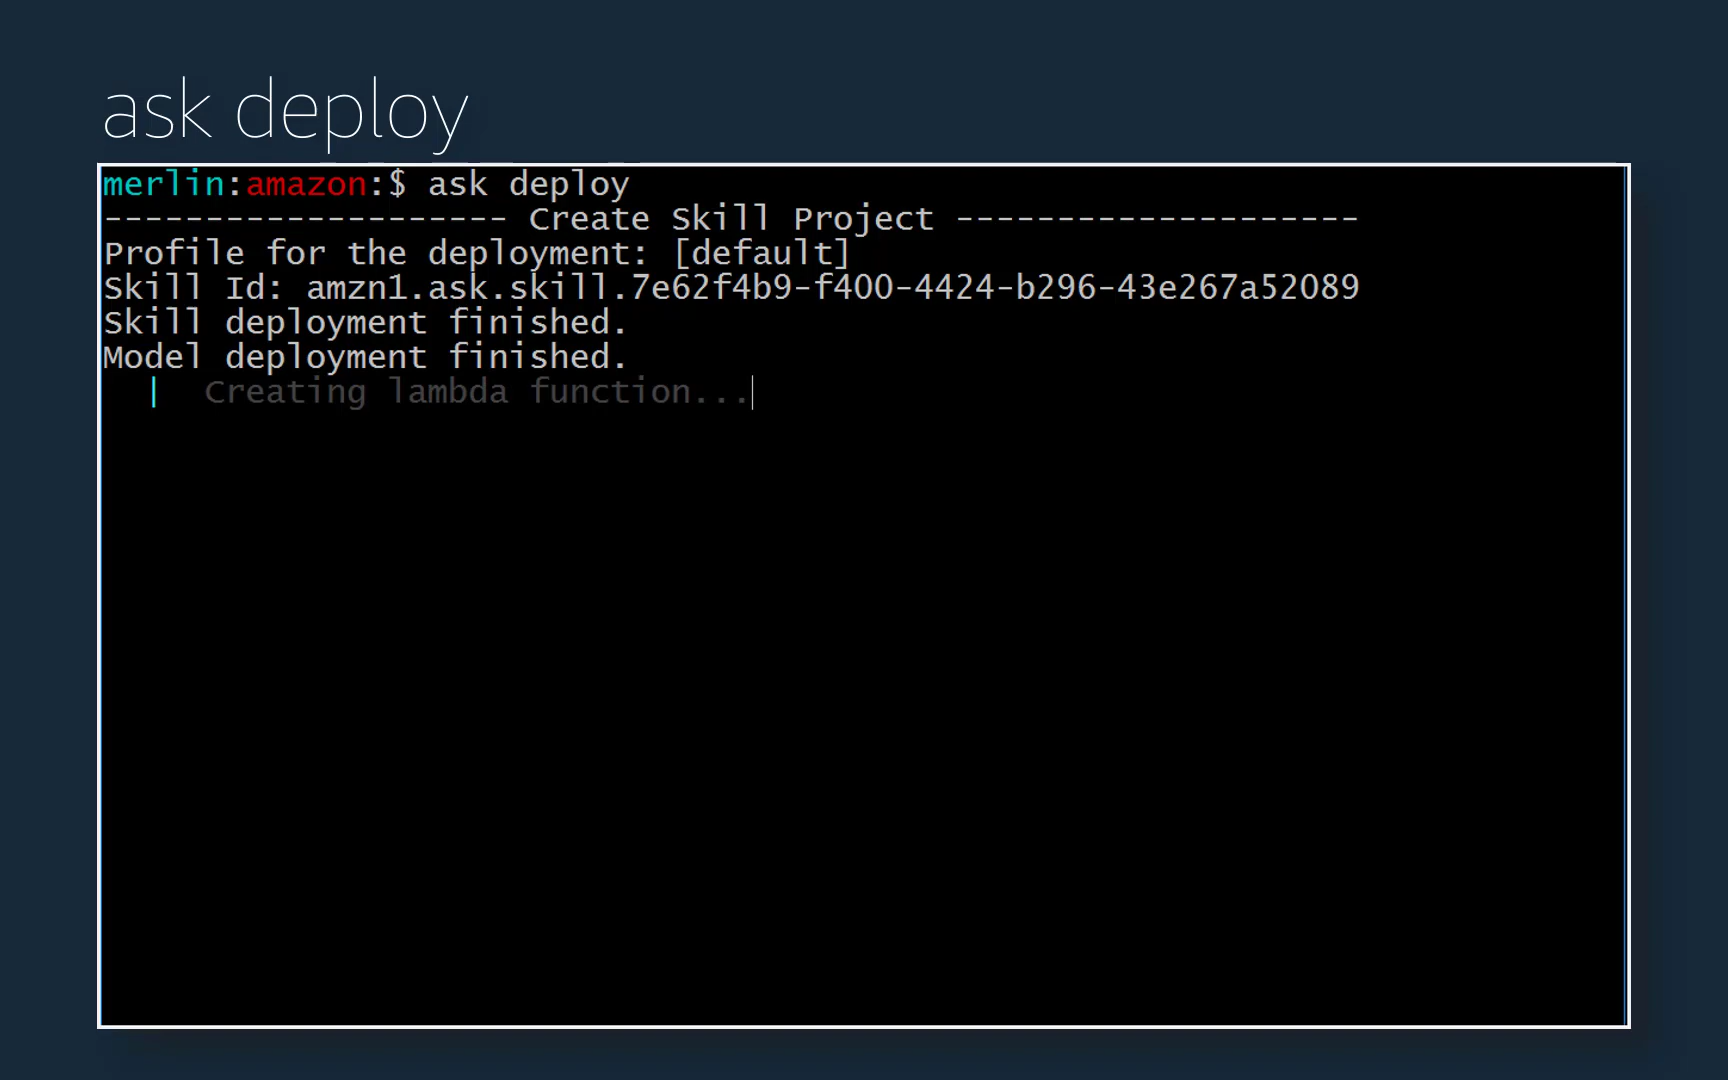 ask deploy
merlin:amazon:$ ask deploy
-------------------- Create Skill Project --------------------
Profile for the deployment: [default]
Skill Id: amzn1.ask.skill.7e62f4b9-f400-4424-b296-43e267a52089
Skill deployment finished.
Model deployment finished.
| Creating lambda function...